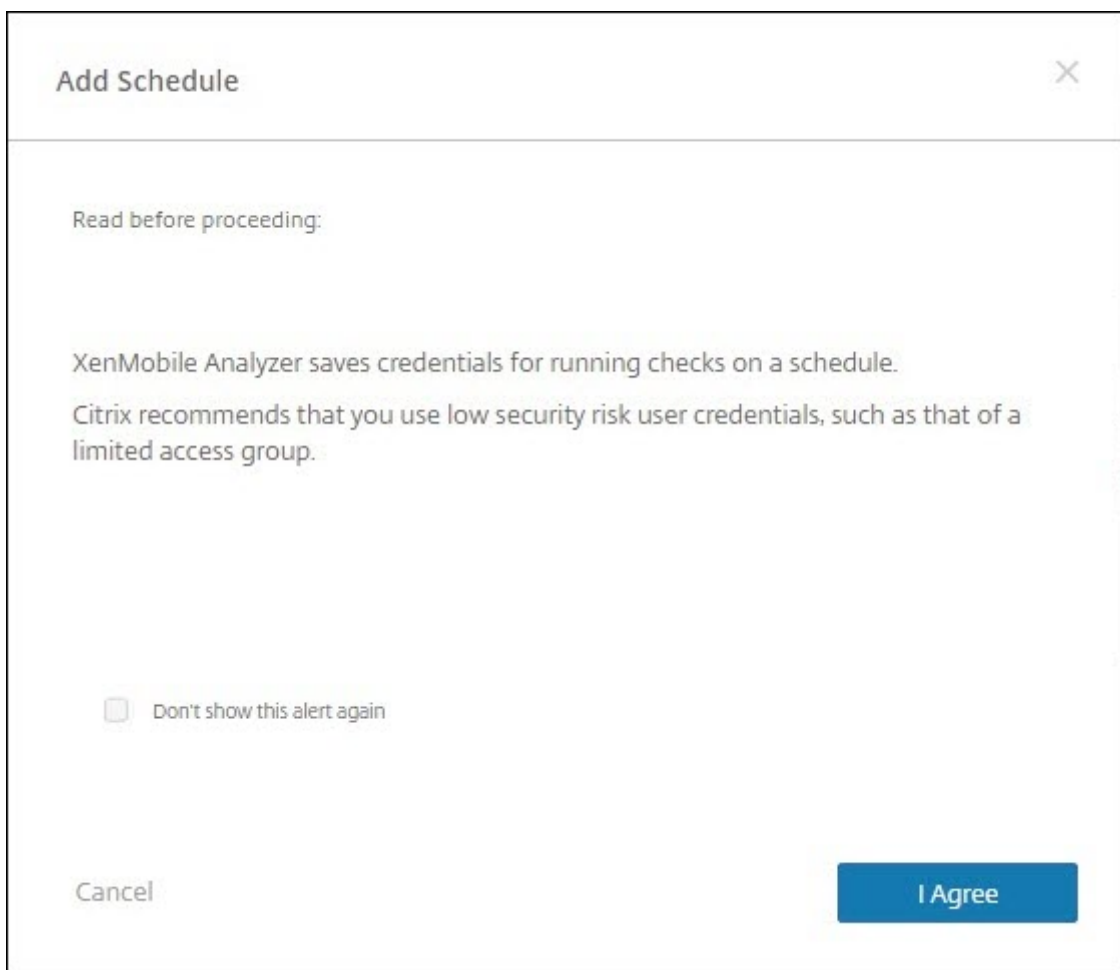 Add Schedule
Read before proceeding:
XenMobile Analyzer saves credentials for running checks on a schedule.
Citrix recommends that you use low security risk user credentials, such as that of a
limited access group.
Don't show this alert again
Cancel
I Agree